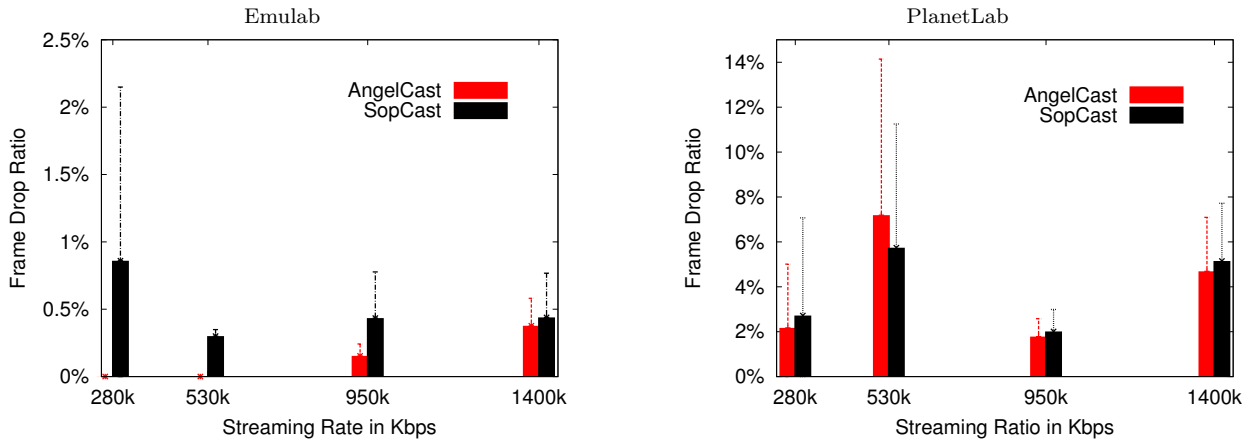 Emulab
2.5%
2%
1.5%
1%
0.5%
0%
Frame Drop Ratio
AngelCast
SopCast
280k 530k 950k 1400k
Streaming Rate in Kbps
PlanetLab
14%
12%
10%
8%
6%
4%
2%
0%
Frame Drop Ratio
AngelCast
SopCast
280k 530k 950k 1400k
Streaming Ratio in Kbps